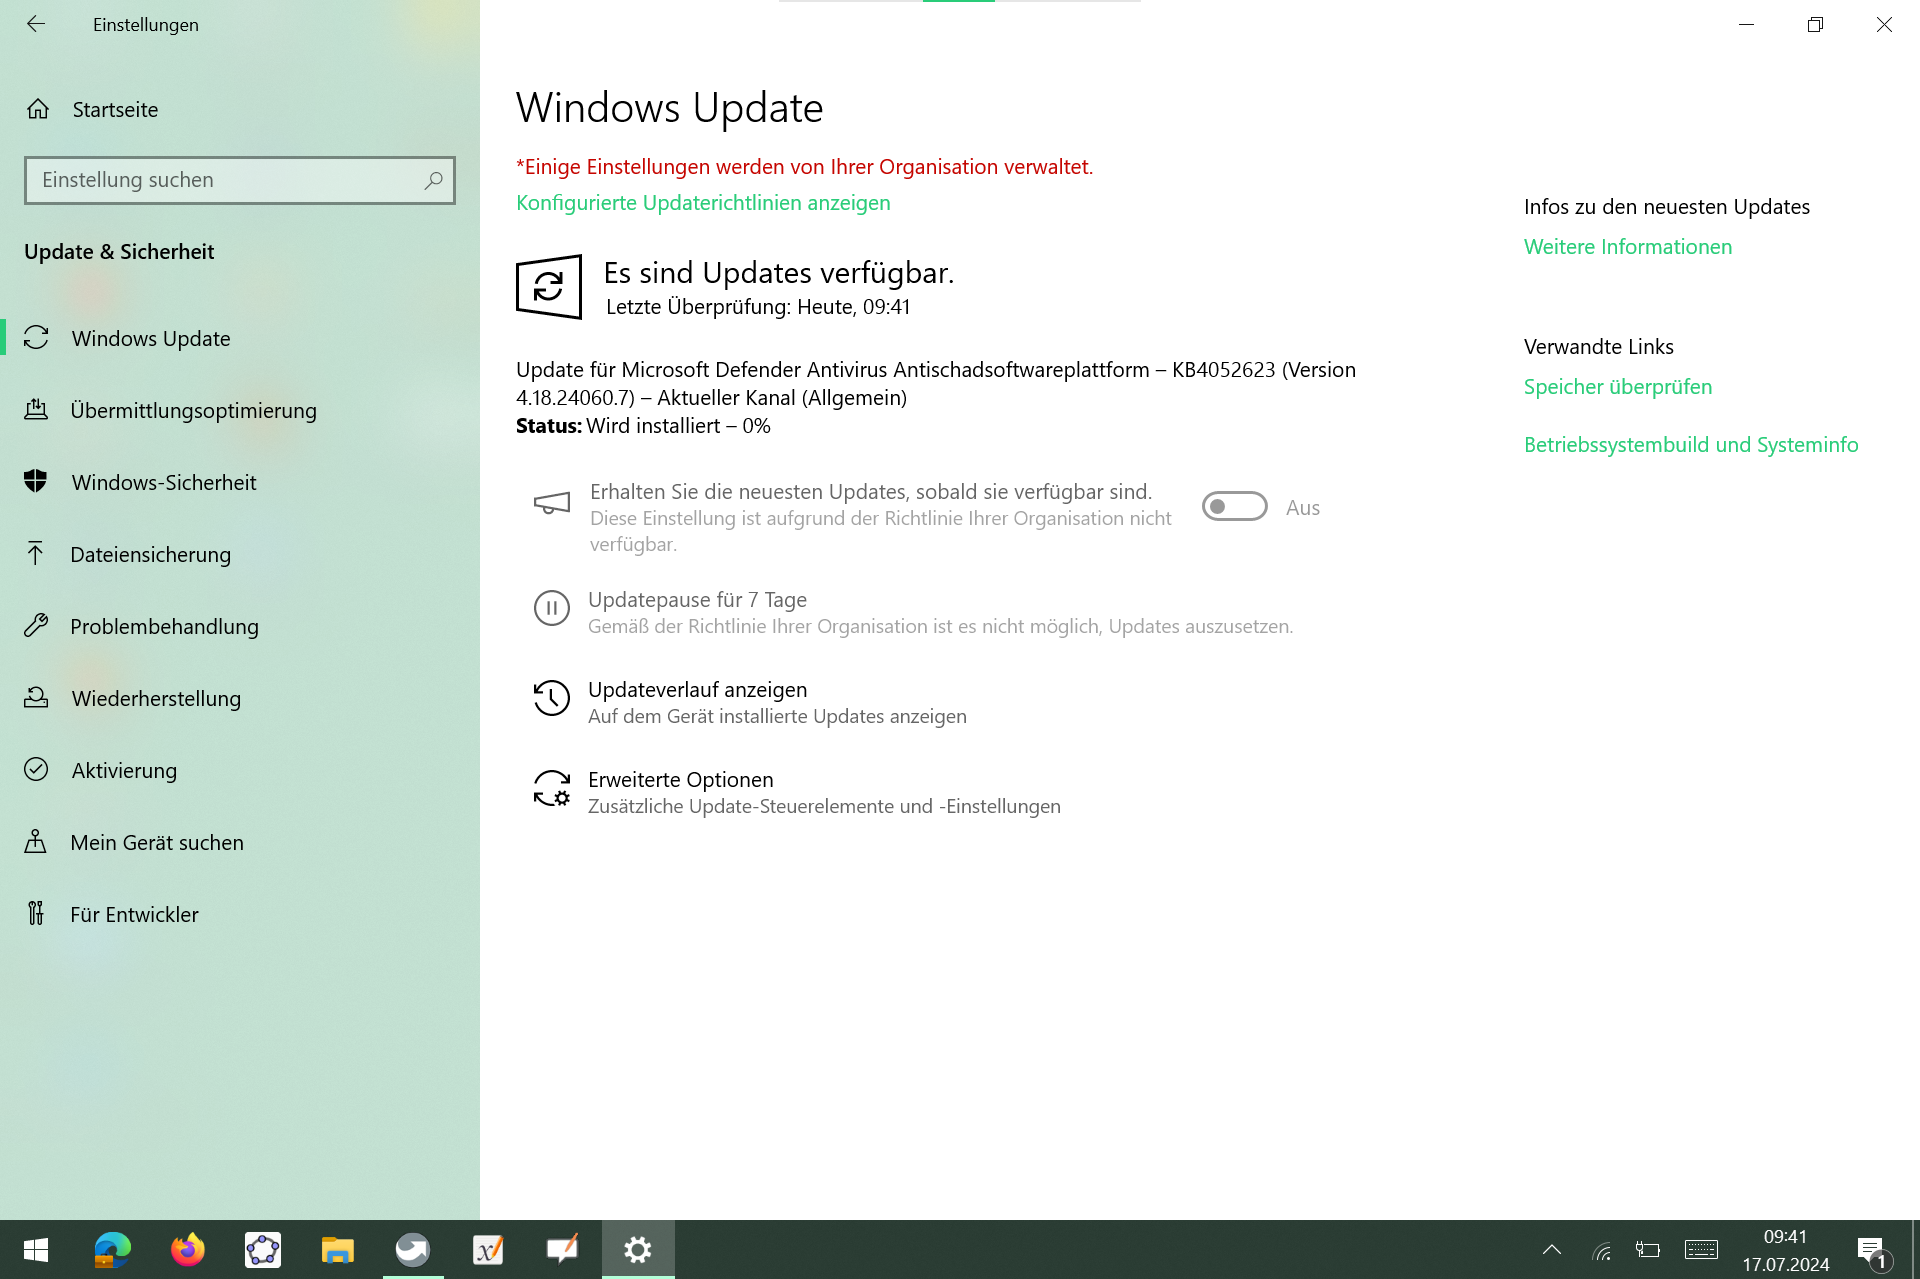 Einstellungen
Startseite
Einstellung suchen
Update & Sicherheit
Windows Update
Übermittlungsoptimierung
Windows-Sicherheit
Dateiensicherung
Problembehandlung
Wiederherstellung
Aktivierung
Mein Gerät suchen
Für Entwickler
Windows Update
*Einige Einstellungen werden von Ihrer Organisation verwaltet.
Konfigurierte Updaterichtlinien anzeigen
Es sind Updates verfügbar.
Letzte Überprüfung: Heute, 09:41
Update für Microsoft Defender Antivirus Antischadsoftwareplattform – KB4052623 (Version
4.18.24060.7) – Aktueller Kanal (Allgemein)
Status: Wird installiert – 0%
Erhalten Sie die neuesten Updates, sobald sie verfügbar sind.
Diese Einstellung ist aufgrund der Richtlinie Ihrer Organisation nicht
verfügbar.
Aus
Updatepause für 7 Tage
Gemäß der Richtlinie Ihrer Organisation ist es nicht möglich, Updates auszusetzen.
Updateverlauf anzeigen
Auf dem Gerät installierte Updates anzeigen
Erweiterte Optionen
Zusätzliche Update-Steuerelemente und -Einstellungen
Infos zu den neuesten Updates
Weitere Informationen
Verwandte Links
Speicher überprüfen
Betriebssystembuild und Systeminfo
09:41
17.07.2024
1